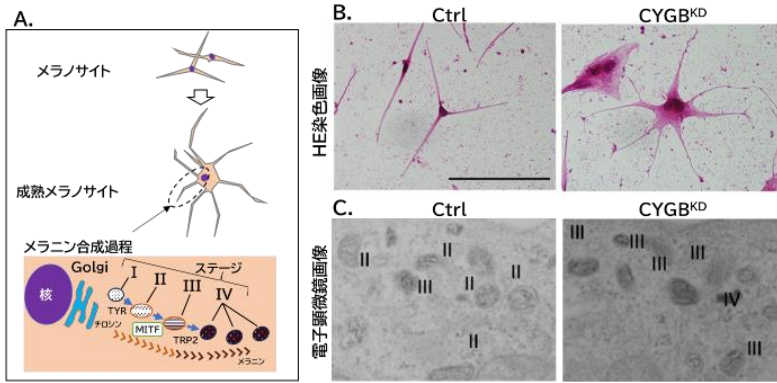 A.
メラノサイト
成熟メラノサイト
メラニン合成過程
核
Golgi
ステージ
I
II
III
IV
チロシン
TYR
MITF
TRP2
メラニン
B.
Ctrl
CYGBKD
HE染色画像
C.
Ctrl
CYGBKD
電子顕微鏡画像
II
II
II
III
II
II
II
III
III
III
III
III
IV
III